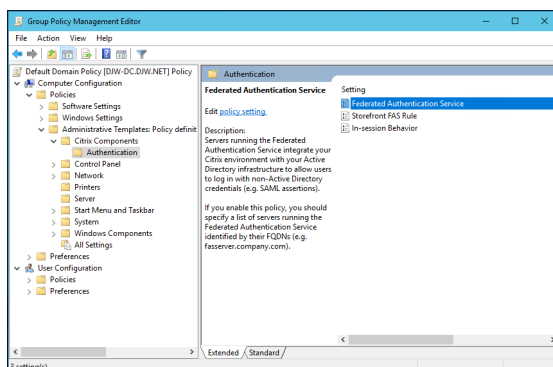 Group Policy Management Editor
File Action View Help
Default Domain Policy [DJW-DC.DJW.NET] Policy
Computer Configuration
Policies
Software Settings
Windows Settings
Administrative Templates: Policy definit
Citrix Components
Authentication
Control Panel
Network
Printers
Server
Start Menu and Taskbar
System
Windows Components
All Settings
Preferences
User Configuration
Policies
Preferences
Authentication
Federated Authentication Service
Edit policy setting
Description:
Servers running the Federated
Authentication Service integrate your
Citrix environment with your Active
Directory infrastructure to allow users
to log in with non-Active Directory
credentials (e.g. SAML assertions).
If you enable this policy, you should
specify a list of servers running the
Federated Authentication Service
identified by their FQDNs (e.g.
fasserver.company.com).
Setting
Federated Authentication Service
Storefront FAS Rule
In-session Behavior
Extended Standard
3 setting(s)